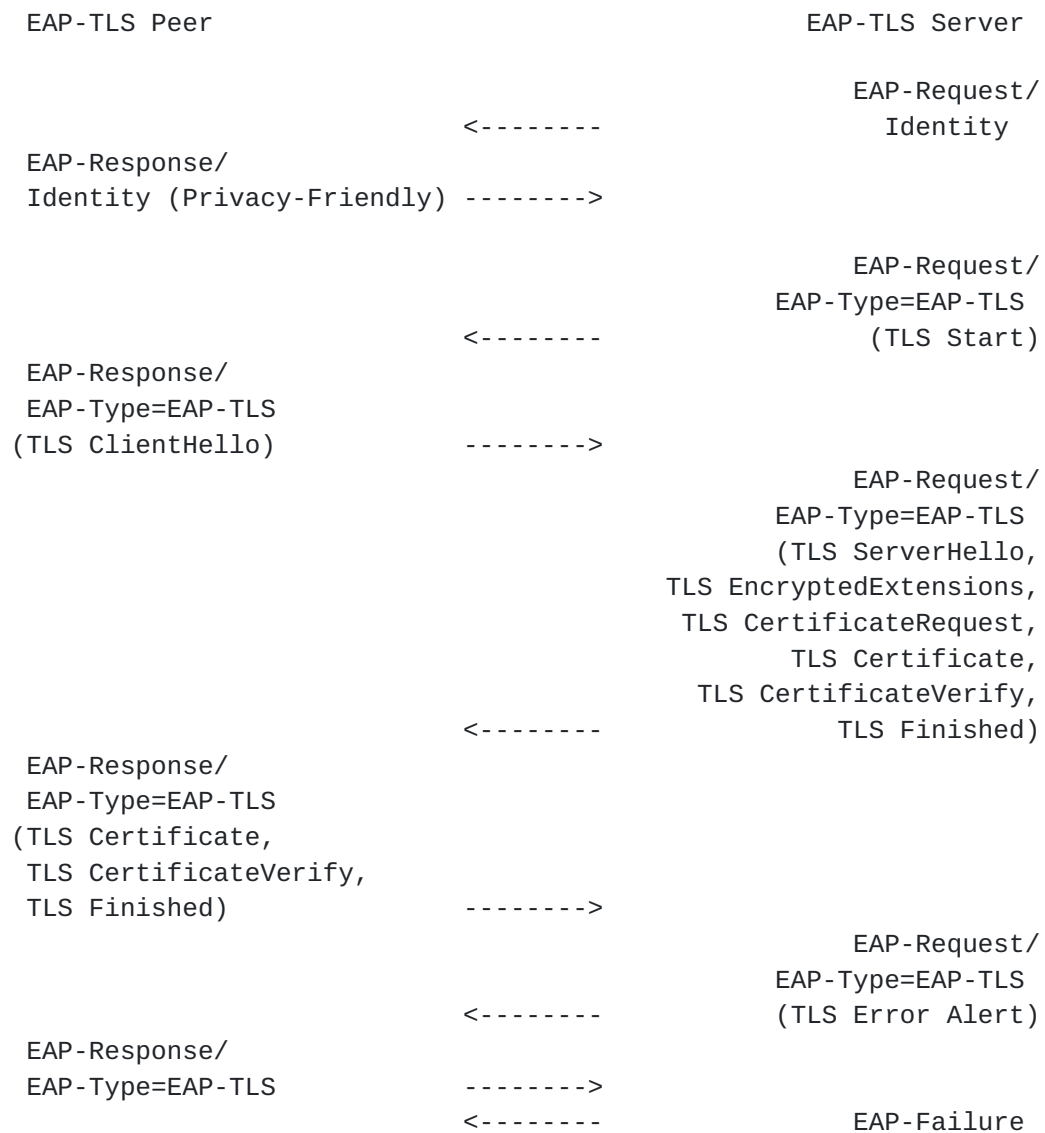 EAP-TLS Peer                                      EAP-TLS Server
EAP-Request/
<--------                  Identity
EAP-Response/
Identity (Privacy-Friendly) -------->
EAP-Request/
EAP-Type=EAP-TLS
<--------                 (TLS Start)
EAP-Response/
EAP-Type=EAP-TLS
(TLS ClientHello)            -------->
EAP-Request/
EAP-Type=EAP-TLS
(TLS ServerHello,
TLS EncryptedExtensions,
TLS CertificateRequest,
TLS Certificate,
TLS CertificateVerify,
<--------               TLS Finished)
EAP-Response/
EAP-Type=EAP-TLS
(TLS Certificate,
TLS CertificateVerify,
TLS Finished)               -------->
EAP-Request/
EAP-Type=EAP-TLS
<--------           (TLS Error Alert)
EAP-Response/
EAP-Type=EAP-TLS            -------->
<--------                EAP-Failure